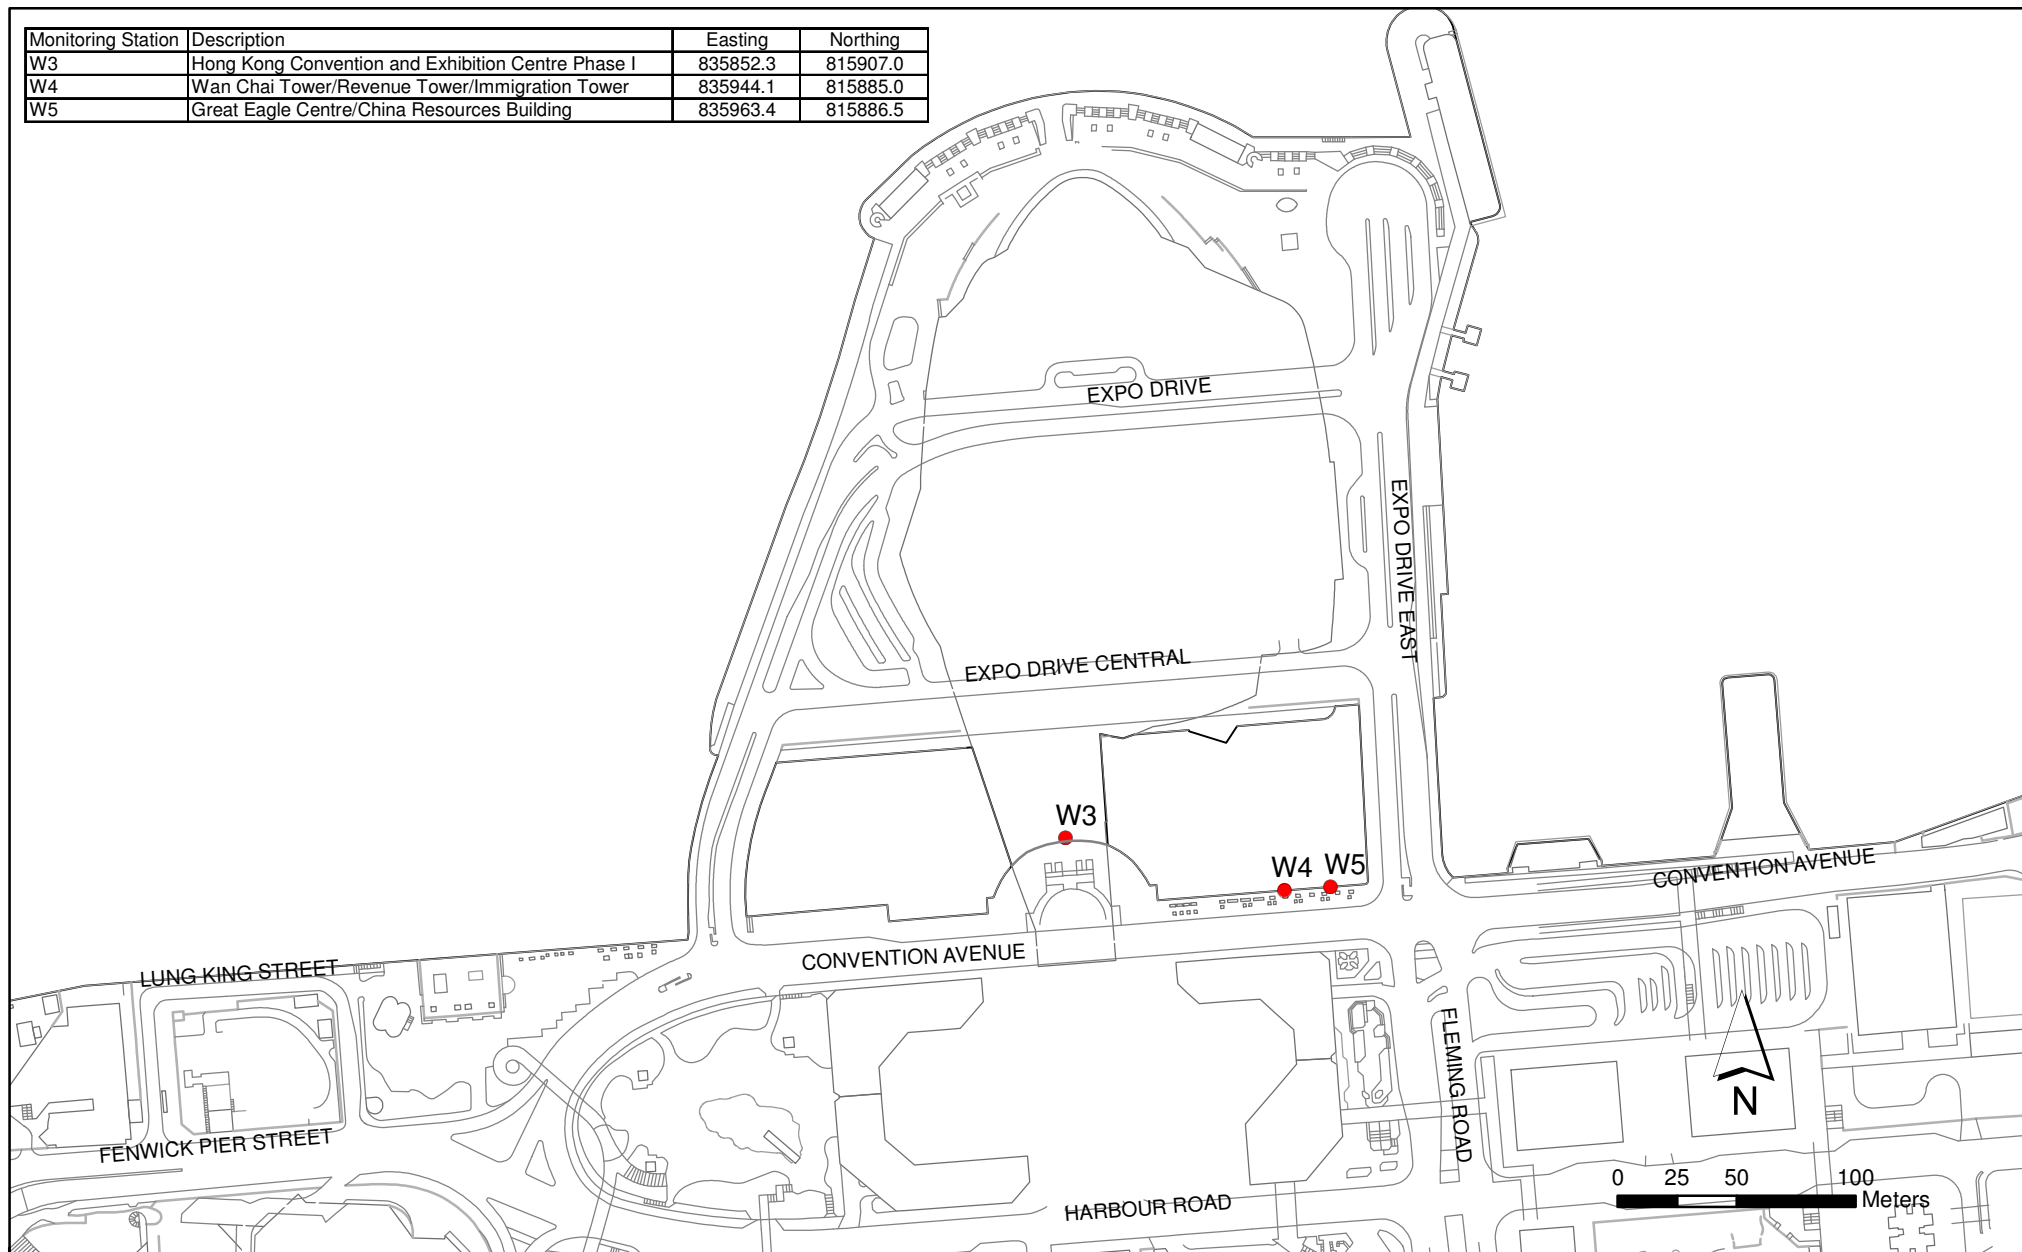 Monitoring Station Description Easting Northing
W3 Hong Kong Convention and Exhibition Centre Phase I 835852.3 815907.0
W4 Wan Chai Tower/Revenue Tower/Immigration Tower 835944.1 815885.0
W5 Great Eagle Centre/China Resources Building 835963.4 815886.5
EXPO DRIVE
EXPO DRIVE EAST
EXPO DRIVE CENTRAL
W3
W4
W5
CONVENTION AVENUE
CONVENTION AVENUE
LUNG KING STREET
FLEMING ROAD
FENWICK PIER STREET
HARBOUR ROAD
N
0 25 50 100
Meters